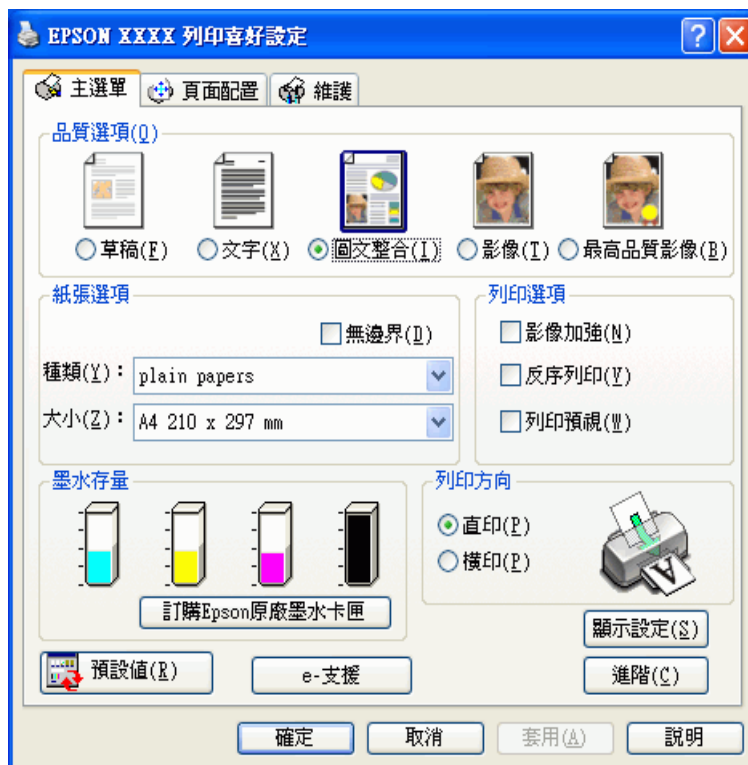 EPSON XXXX 列印喜好設定
主選單 頁面配置 維護
品質選項(Q)
草稿(F) 文字(X) 圖文整合(I) 影像(T) 最高品質影像(B)
紙張選項
無邊界(D)
種類(Y)： plain papers
大小(Z)： A4 210 x 297 mm
列印選項
影像加強(N)
反序列印(V)
列印預視(W)
墨水存量
訂購Epson原廠墨水卡匣
列印方向
直印(P)
橫印(P)
顯示設定(S)
預設值(R) e-支援 進階(C)
確定 取消 套用(A) 說明